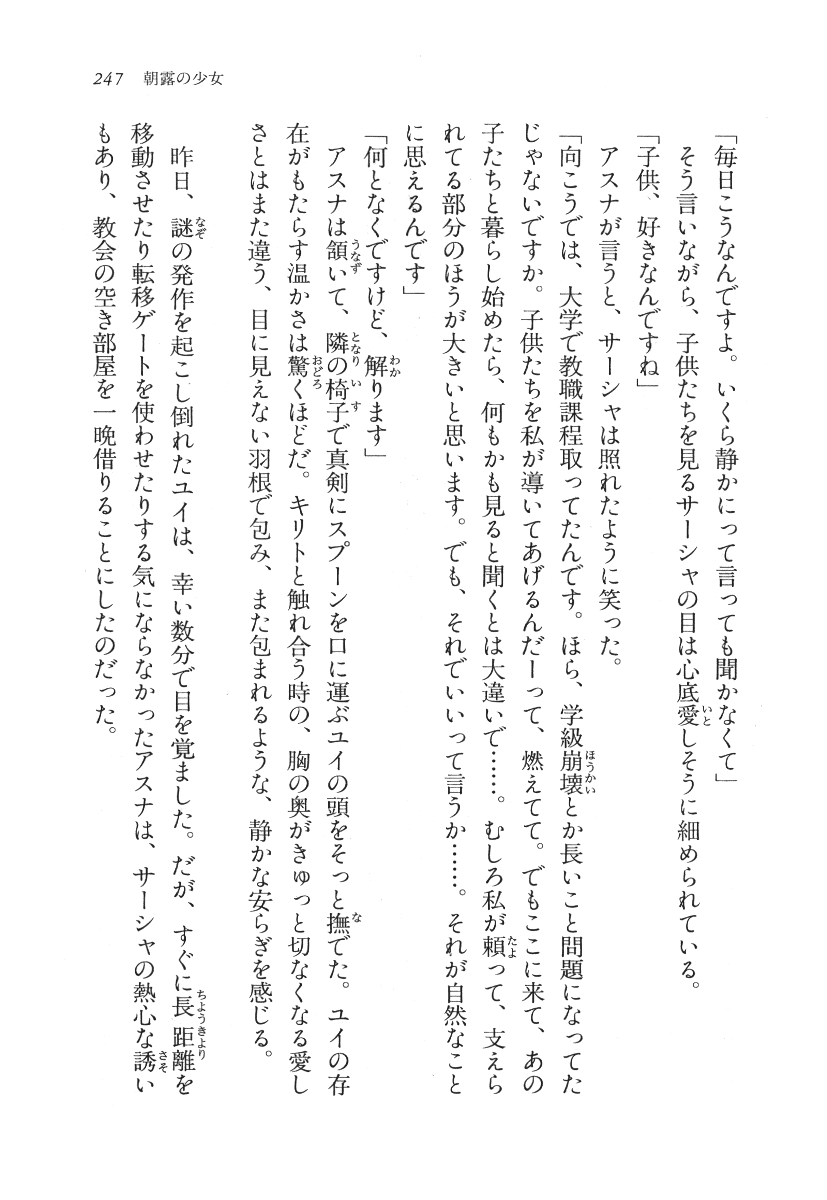 247 朝露の少女
「毎日こうなんですよ。いくら静かにって言っても聞かなくて」
そう言いながら、子供たちを見るサーシャの目は心底愛しそうに細められている。
「子供、好きなんですね」
アスナが言うと、サーシャは照れたように笑った。
「向こうでは、大学で教職課程取ってたんです。ほら、学級崩壊とか長いこと問題になってた
じゃないですか。子供たちを私が導いてあげるんだーって、燃えてて。でもここに来て、あの
子たちと暮らし始めたら、何もかも見ると聞くとは大違いで……。むしろ私が頼って、支えら
れてる部分のほうが大きいと思います。でも、それでいいって言うか……。それが自然なこと
に思えるんです」
「何となくですけど、解ります」
アスナは頷いて、隣の椅子で真剣にスプーンを口に運ぶユイの頭をそっと撫でた。ユイの存
在がもたらす温かさは驚くほどだ。キリトと触れ合う時の、胸の奥がきゅっと切なくなる愛し
さとはまた違う、目に見えない羽根で包み、また包まれるような、静かな安らぎを感じる。
昨日、謎の発作を起こし倒れたユイは、幸い数分で目を覚ました。だが、すぐに長距離を
移動させたり転移ゲートを使わせたりする気にならなかったアスナは、サーシャの熱心な誘い
もあり、教会の空き部屋を一晩借りることにしたのだった。